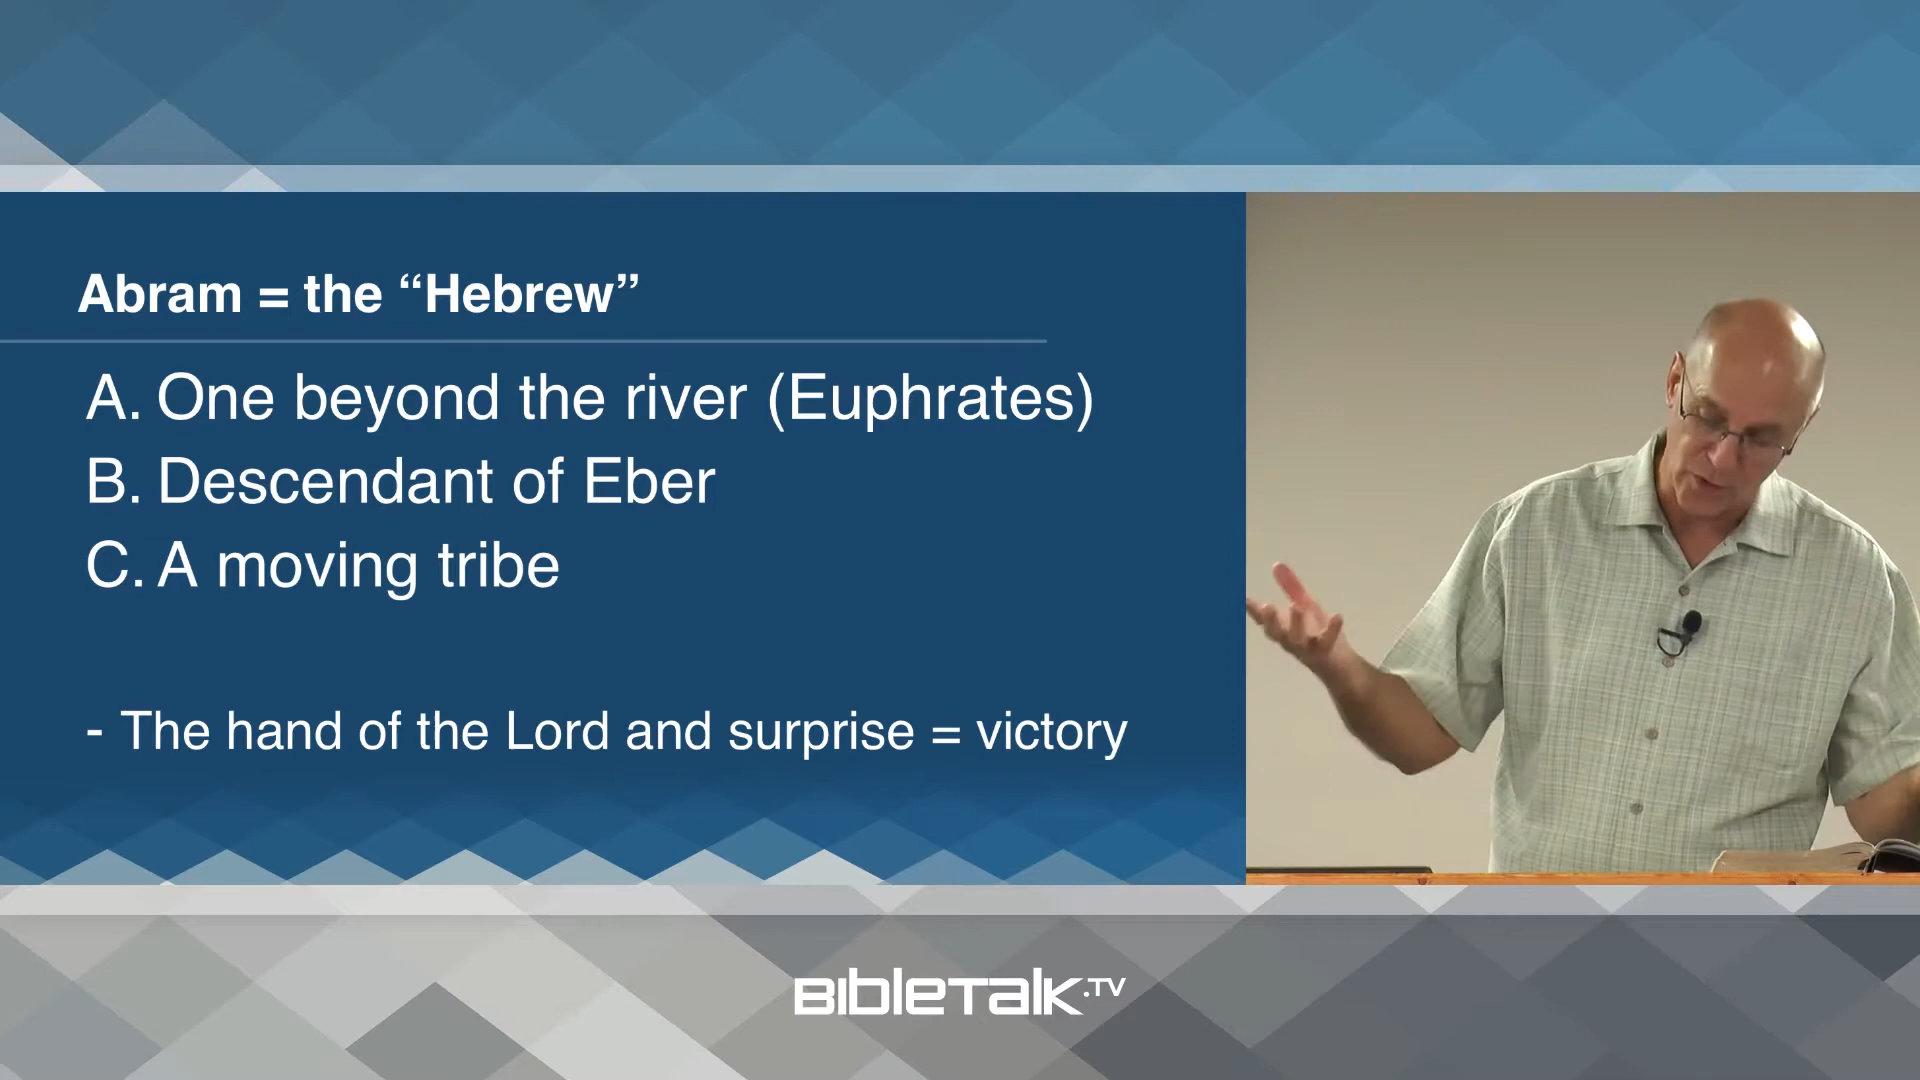 Abram = the “Hebrew”
A. One beyond the river (Euphrates)
B. Descendant of Eber
C. A moving tribe
- The hand of the Lord and surprise = victory
BibleTalk.TV